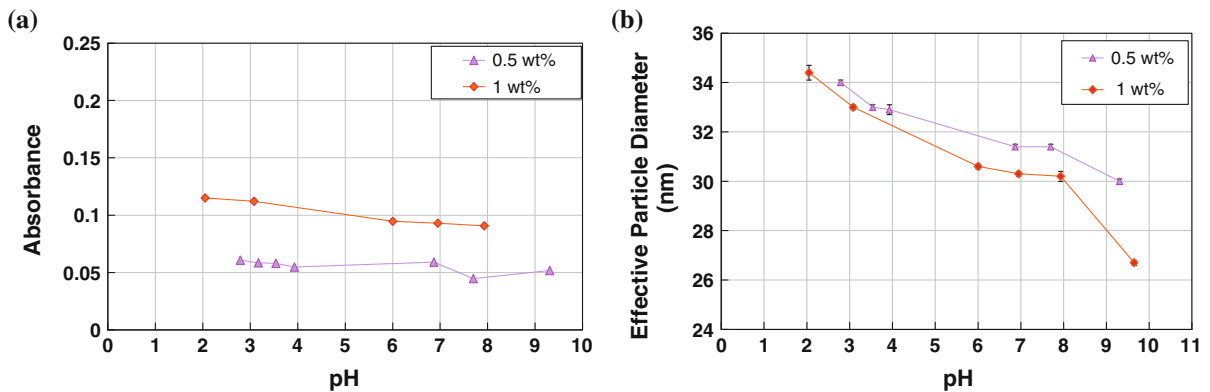 (a)
0.25
0.2
0.15
0.1
0.05
0
Absorbance
0.5 wt%
1 wt%
0 1 2 3 4 5 6 7 8 9 10
pH
(b)
36
34
32
30
28
26
24
Effective Particle Diameter
(nm)
0.5 wt%
1 wt%
0 1 2 3 4 5 6 7 8 9 10 11
pH